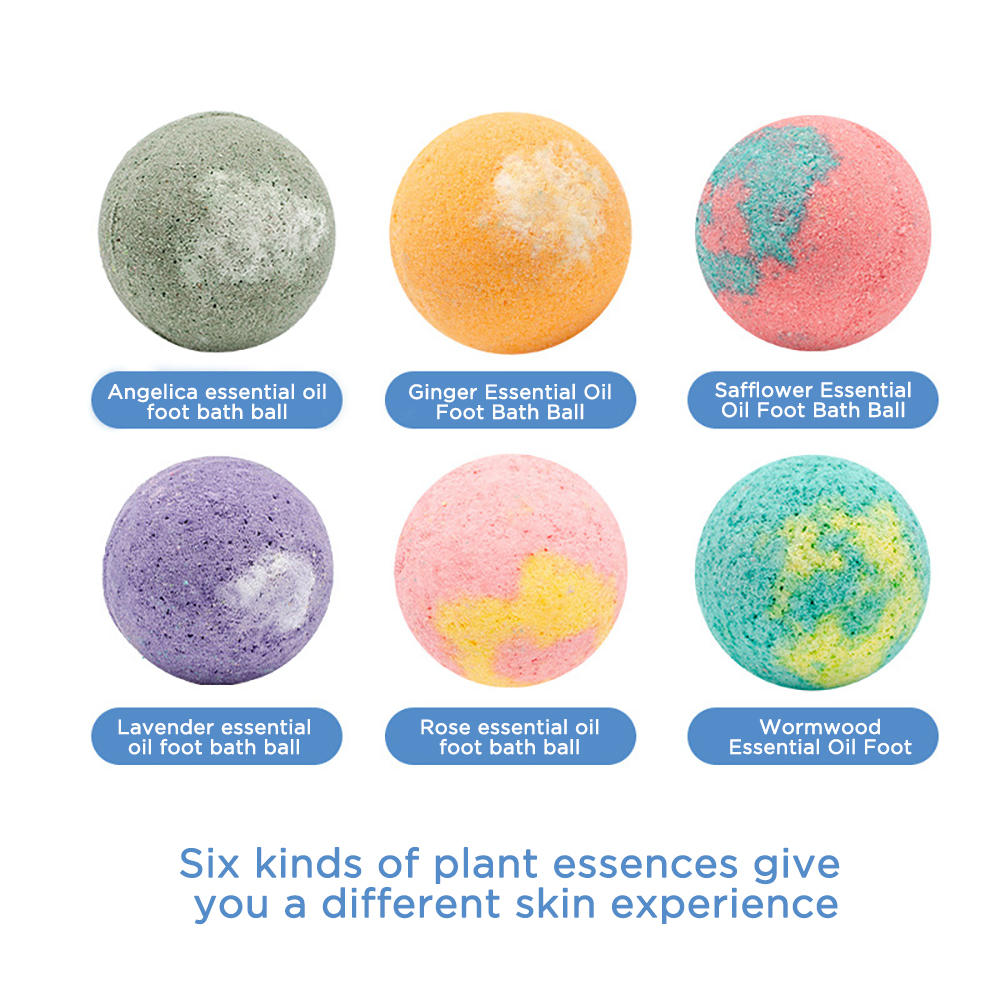 Angelica essential oil
foot bath ball
Ginger Essential Oil
Foot Bath Ball
Safflower Essential
Oil Foot Bath Ball
Lavender essential
oil foot bath ball
Rose essential oil
foot bath ball
Wormwood
Essential Oil Foot
Six kinds of plant essences give
you a different skin experience